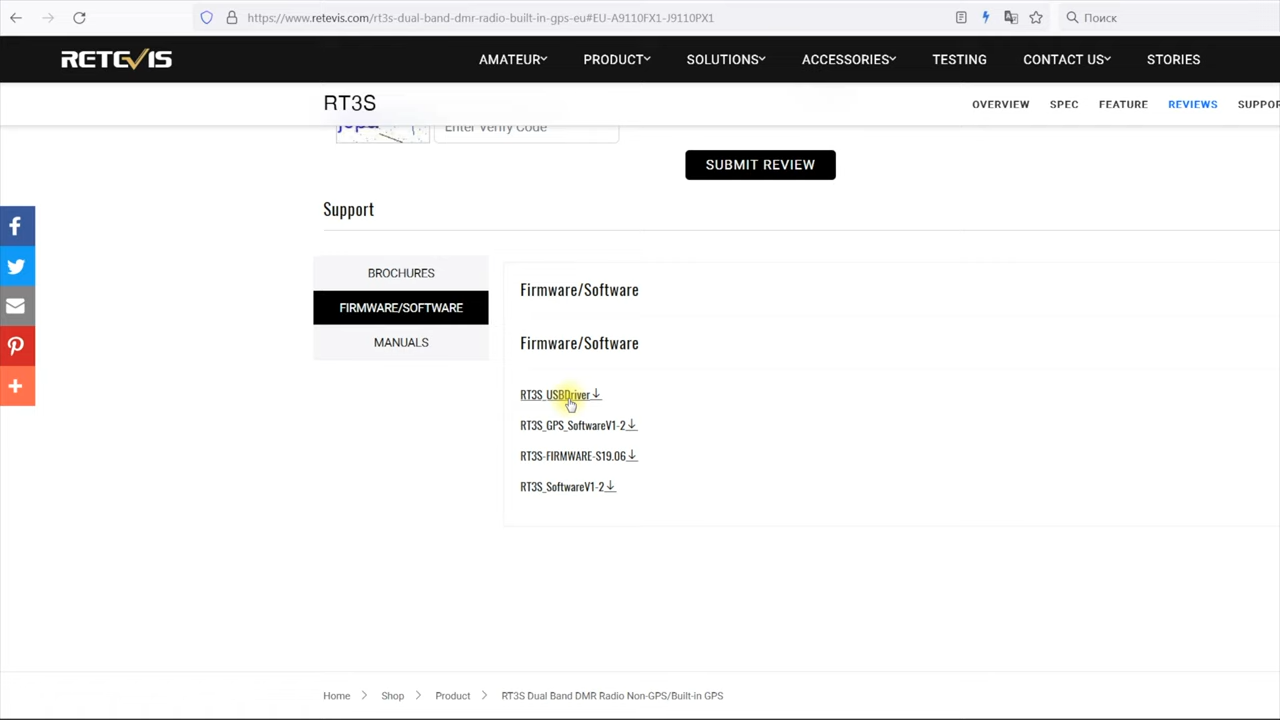 https://www.retevis.com/rt3s-dual-band-dmr-radio-built-in-gps-eu#EU-A9110FX1-J9110PX1
Поиск
RETEVIS
AMATEUR
PRODUCT
SOLUTIONS
ACCESSORIES
TESTING
CONTACT US
STORIES
RT3S
OVERVIEW
SPEC
FEATURE
REVIEWS
SUPPOR
Enter Verify Code
SUBMIT REVIEW
Support
BROCHURES
FIRMWARE/SOFTWARE
MANUALS
Firmware/Software
Firmware/Software
RT3S_USBDriver
RT3S_GPS_SoftwareV1-2
RT3S-FIRMWARE-S19.06
RT3S_SoftwareV1-2
Home
Shop
Product
RT3S Dual Band DMR Radio Non-GPS/Built-in GPS